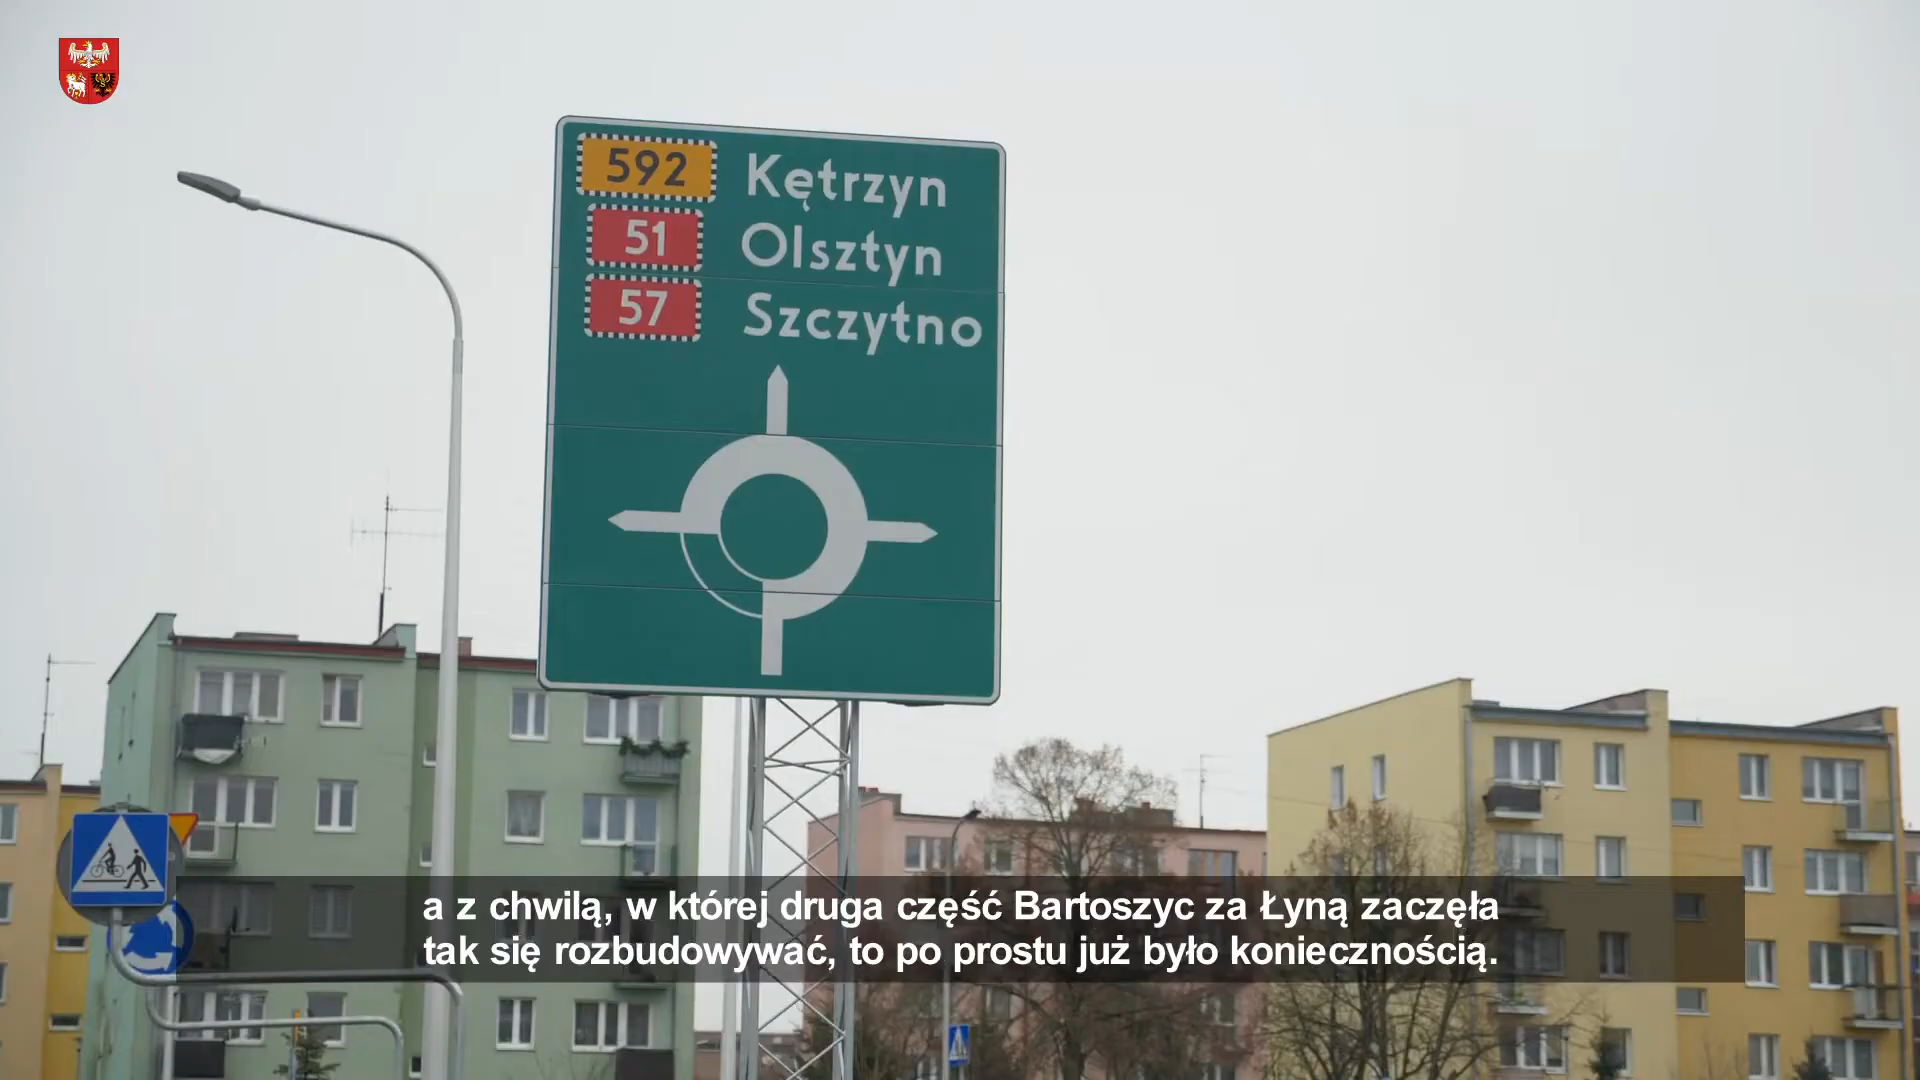 592 Kętrzyn
51 Olsztyn
57 Szczytno
a z chwilą, w której druga część Bartoszyc za Łyną zaczęła
tak się rozbudowywać, to po prostu już było koniecznością.